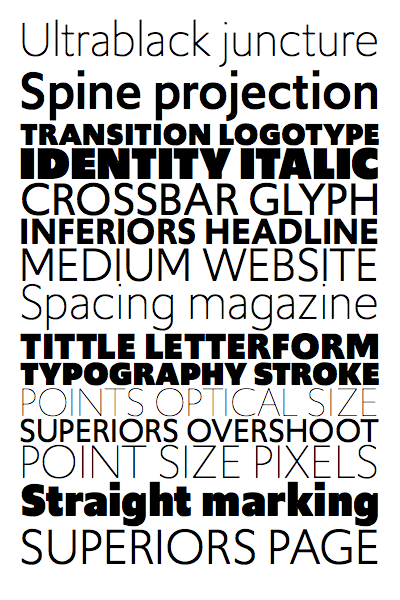 Ultrablack juncture
Spine projection
TRANSITION LOGOTYPE
IDENTITY ITALIC
CROSSBAR GLYPH
INFERIORS HEADLINE
MEDIUM WEBSITE
Spacing magazine
TITTLE LETTERFORM
TYPOGRAPHY STROKE
POINTS OPTICAL SIZE
SUPERIORS OVERSHOOT
POINT SIZE PIXELS
Straight marking
SUPERIORS PAGE